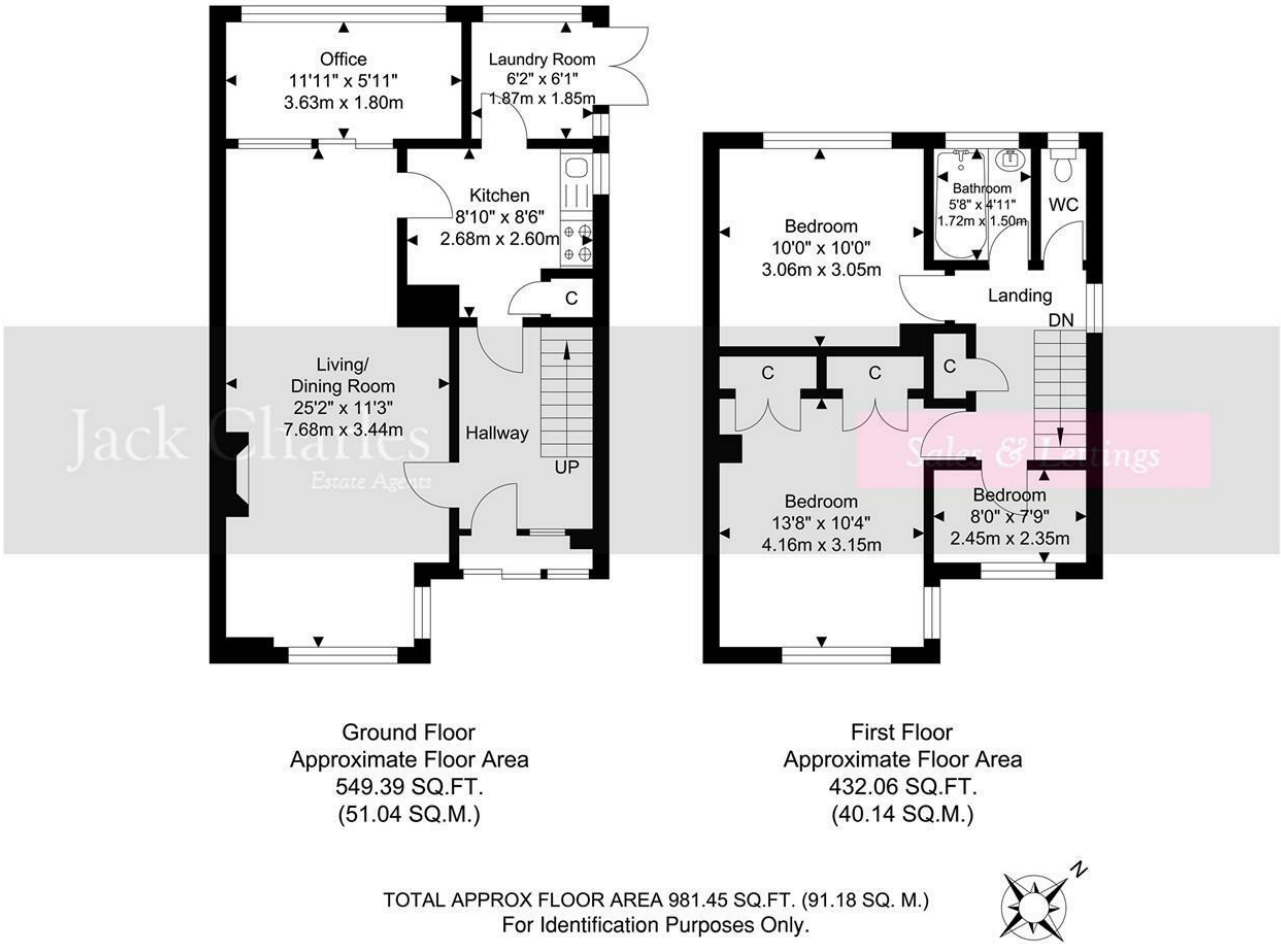 Office
11'11" x 5'11"
3.63m x 1.80m
Laundry Room
6'2" x 6'1"
1.87m x 1.85m
Kitchen
8'10" x 8'6"
2.68m x 2.60m
C
Living/
Dining Room
25'2" x 11'3"
7.68m x 3.44m
Hallway
UP
Bedroom
10'0" x 10'0"
3.06m x 3.05m
Bathroom
5'8" x 4'11"
1.72m x 1.50m
WC
Landing
DN
C
C
C
Bedroom
13'8" x 10'4"
4.16m x 3.15m
Bedroom
8'0" x 7'9"
2.45m x 2.35m
Jack Charles
Estate Agents
Sales & Lettings
Ground Floor
Approximate Floor Area
549.39 SQ.FT.
(51.04 SQ.M.)
First Floor
Approximate Floor Area
432.06 SQ.FT.
(40.14 SQ.M.)
TOTAL APPROX FLOOR AREA 981.45 SQ.FT. (91.18 SQ. M.)
For Identification Purposes Only.
N